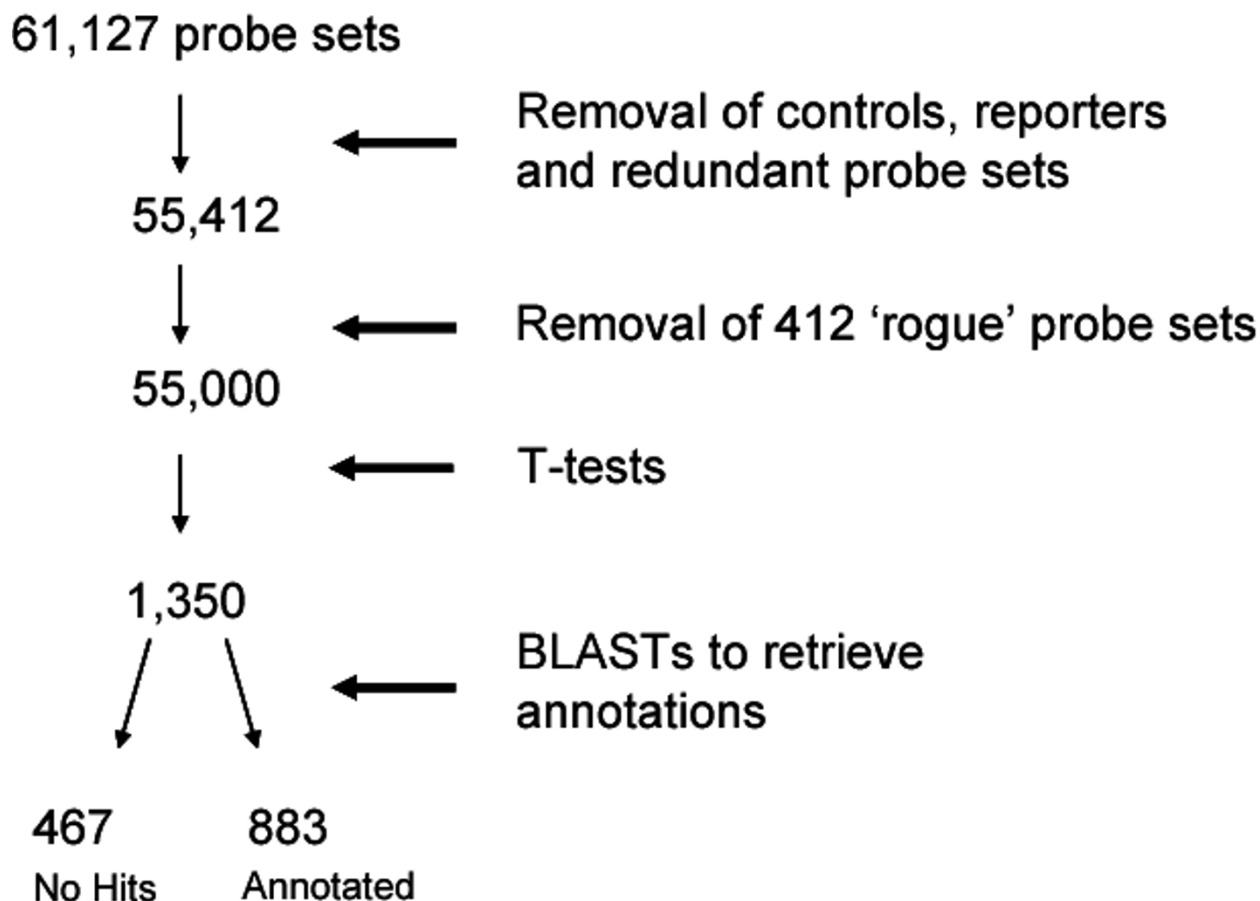 61,127 probe sets
Removal of controls, reporters
and redundant probe sets
55,412
Removal of 412 ‘rogue’ probe sets
55,000
T-tests
1,350
BLASTs to retrieve
annotations
467
883
No Hits
Annotated